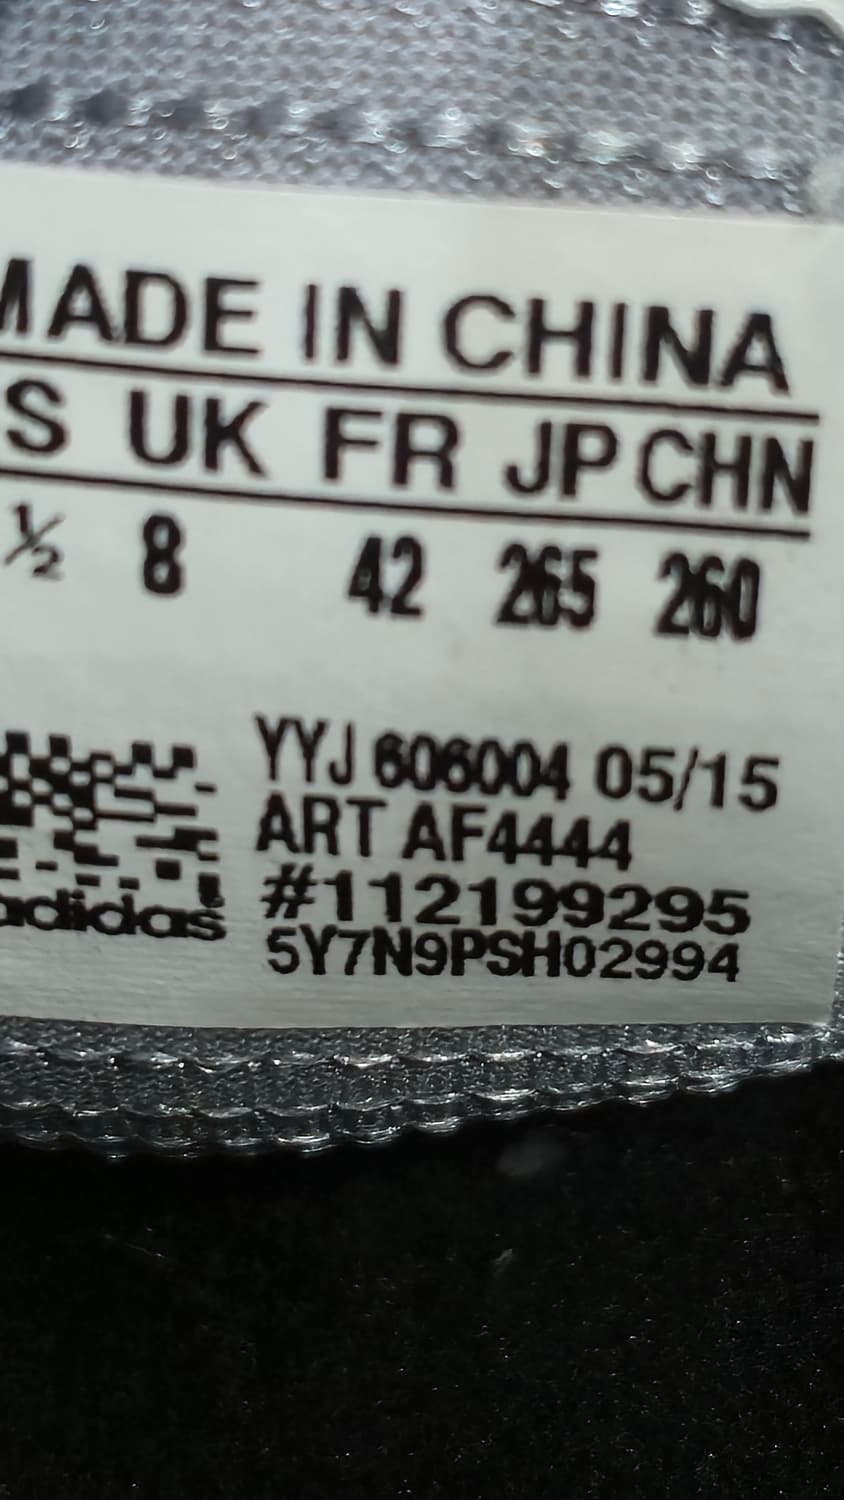 MADE IN CHINA
S UK FR JP CHN
½ 8 42 265 260
YYJ 606004 05/15
ART AF4444
#112199295
5Y7N9PSH02994
adidas